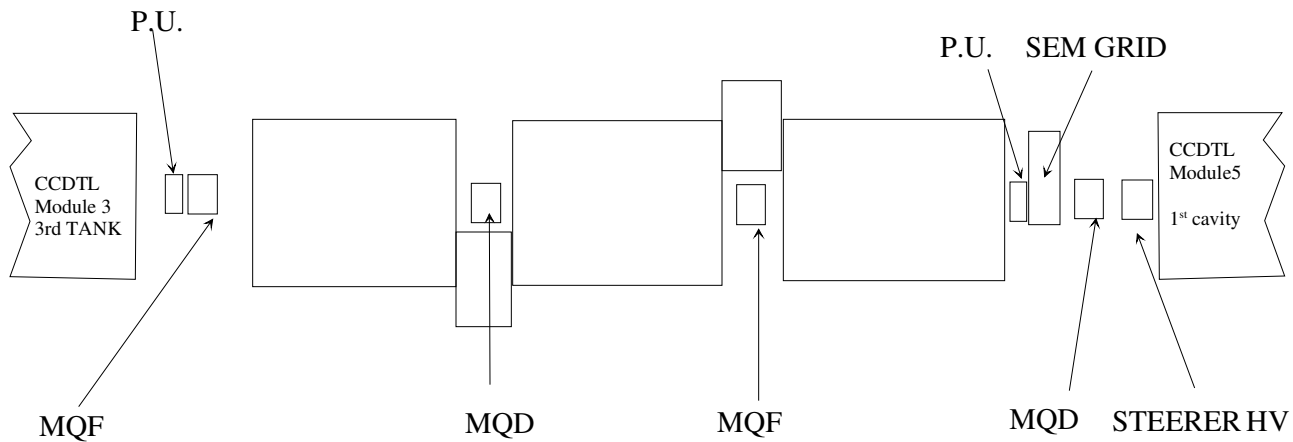 P.U.
P.U.
SEM GRID
CCDTL
Module 3
3rd TANK
CCDTL
Module5
1st cavity
MQF
MQD
MQF
MQD
STEERER HV